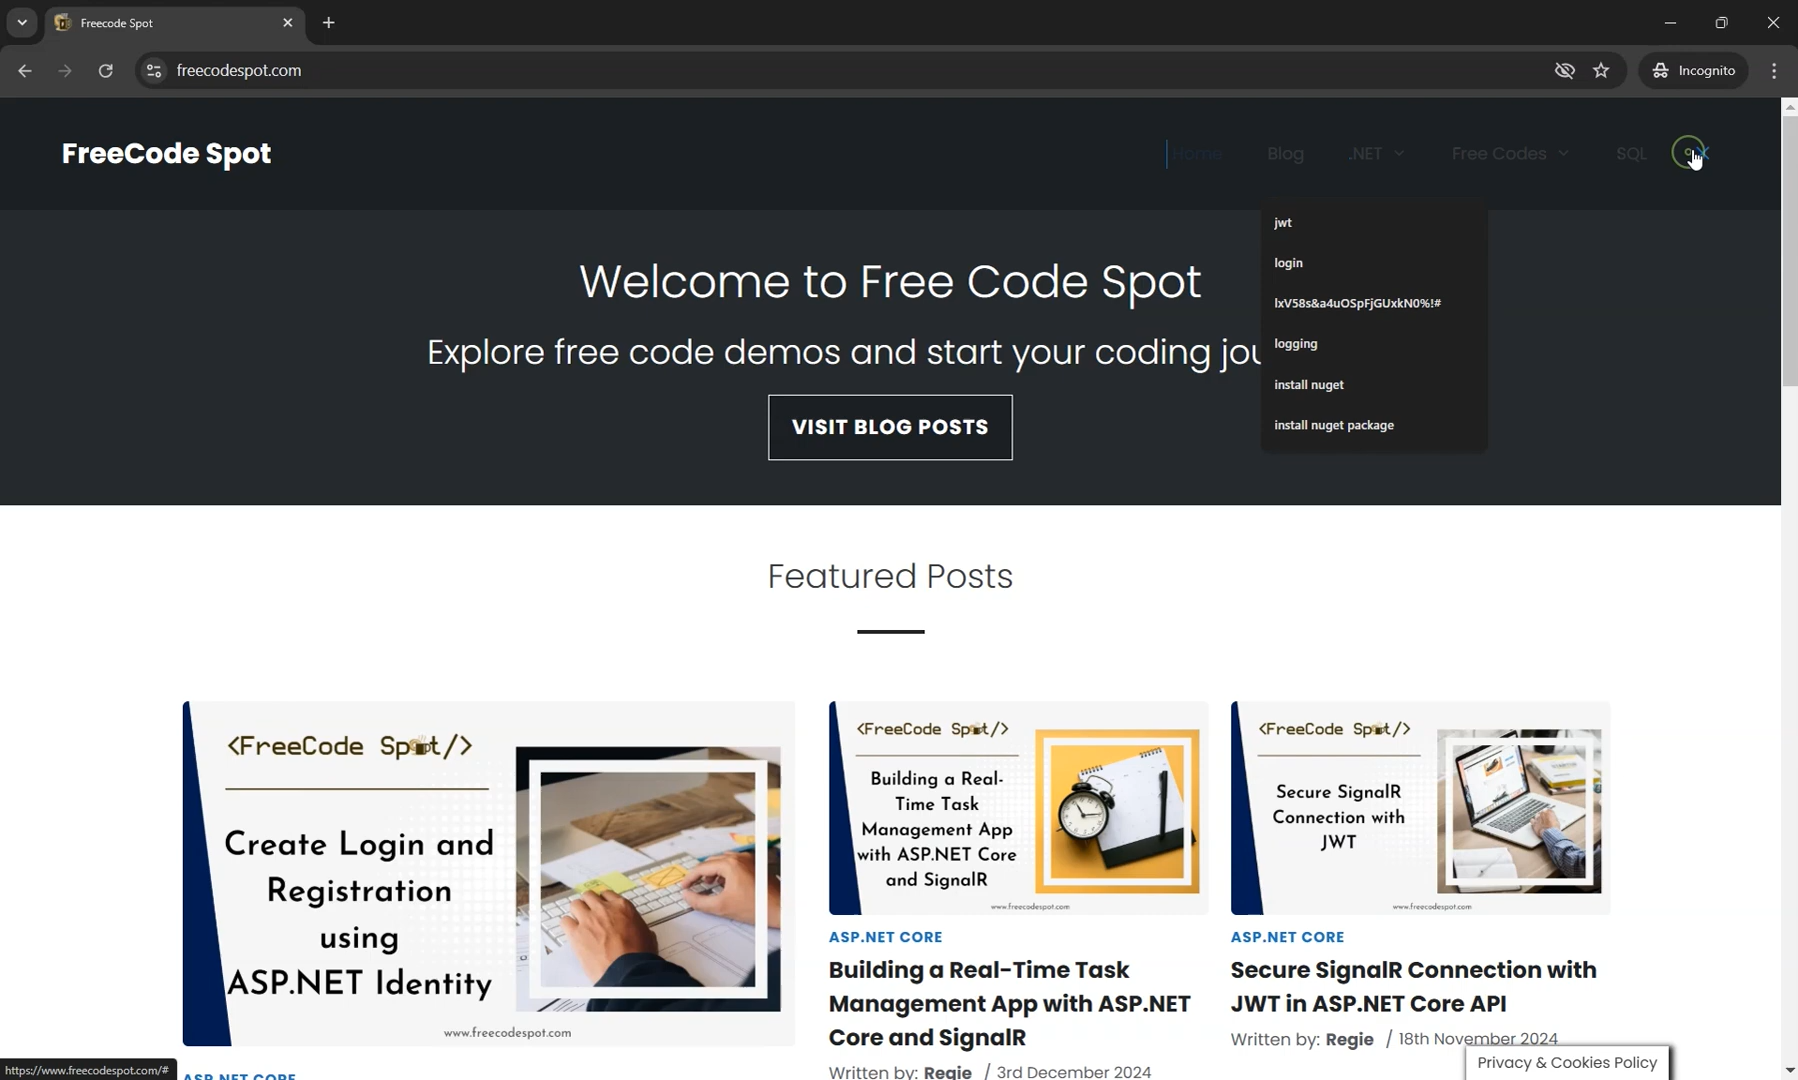 Freecode Spot
freecodespot.com
Incognito
FreeCode Spot
Home Blog .NET Free Codes SQL
jwt
login
lxV58s&a4uOSpFjGUxkN0%!#
logging
install nuget
install nuget package
Welcome to Free Code Spot
Explore free code demos and start your coding jou
VISIT BLOG POSTS
Featured Posts
<FreeCode Spot/>
Create Login and
Registration
using
ASP.NET Identity
www.freecodespot.com
<FreeCode Spot/>
Building a Real-
Time Task
Management App
with ASP.NET Core
and SignalR
www.freecodespot.com
<FreeCode Spot/>
Secure SignalR
Connection with
JWT
www.freecodespot.com
ASP.NET CORE
Building a Real-Time Task
Management App with ASP.NET
Core and SignalR
Written by: Regie / 3rd December 2024
ASP.NET CORE
Secure SignalR Connection with
JWT in ASP.NET Core API
Written by: Regie / 18th November 2024
Privacy & Cookies Policy
https://www.freecodespot.com/#
ASP.NET CORE